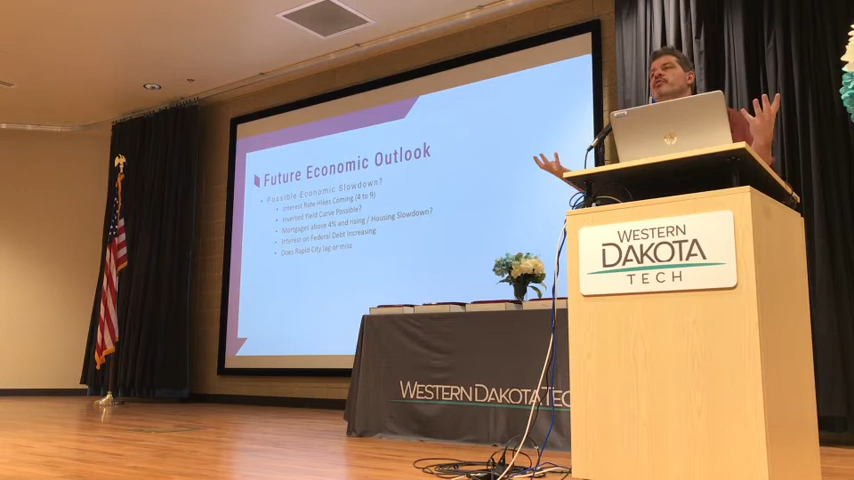 Future Economic Outlook
• Possible Economic Slowdown?
• Interest Rate Hikes Coming (4 to 9)
• Inverted Yield Curve Possible?
• Mortgages above 4% and rising / Housing Slowdown?
• Interest on Federal Debt Increasing
• Does Rapid City lag or miss
WESTERN
DAKOTA
TECH
hp
WESTERN DAKOTA TEC